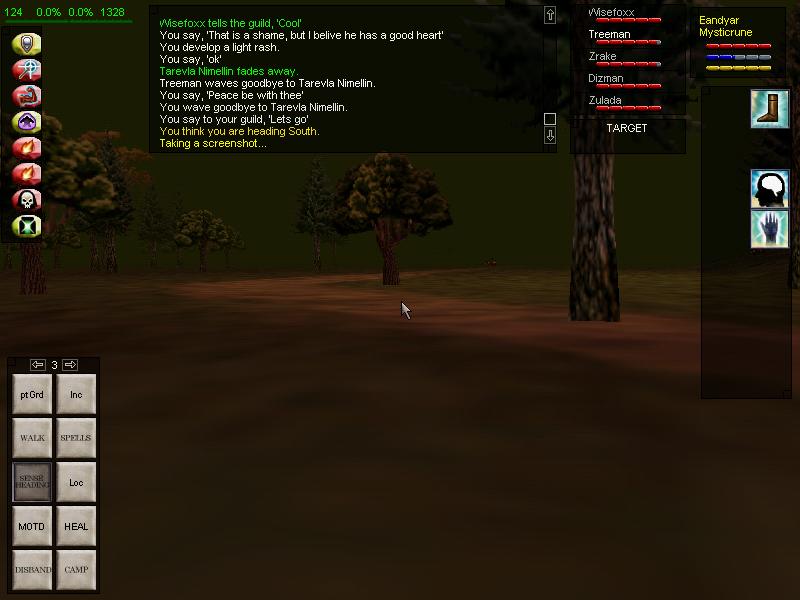 124 0.0% 0.0% 1328
Wisefoxx tells the guild, 'Cool'
You say, 'That is a shame, but I belive he has a good heart'
You develop a light rash.
You say, 'ok'
Tarevla Nimellin fades away.
Treeman waves goodbye to Tarevla Nimellin.
You say, 'Peace be with thee'
You wave goodbye to Tarevla Nimellin.
You say to your guild, 'Lets go'
You think you are heading South.
Taking a screenshot...
Wisefoxx
Treeman
Zrake
Dizman
Zulada
TARGET
Eandyar
Mysticrune
3
ptGrd
Inc
WALK
SPELLS
SENSE
HEADING
Loc
MOTD
HEAL
DISBAND
CAMP